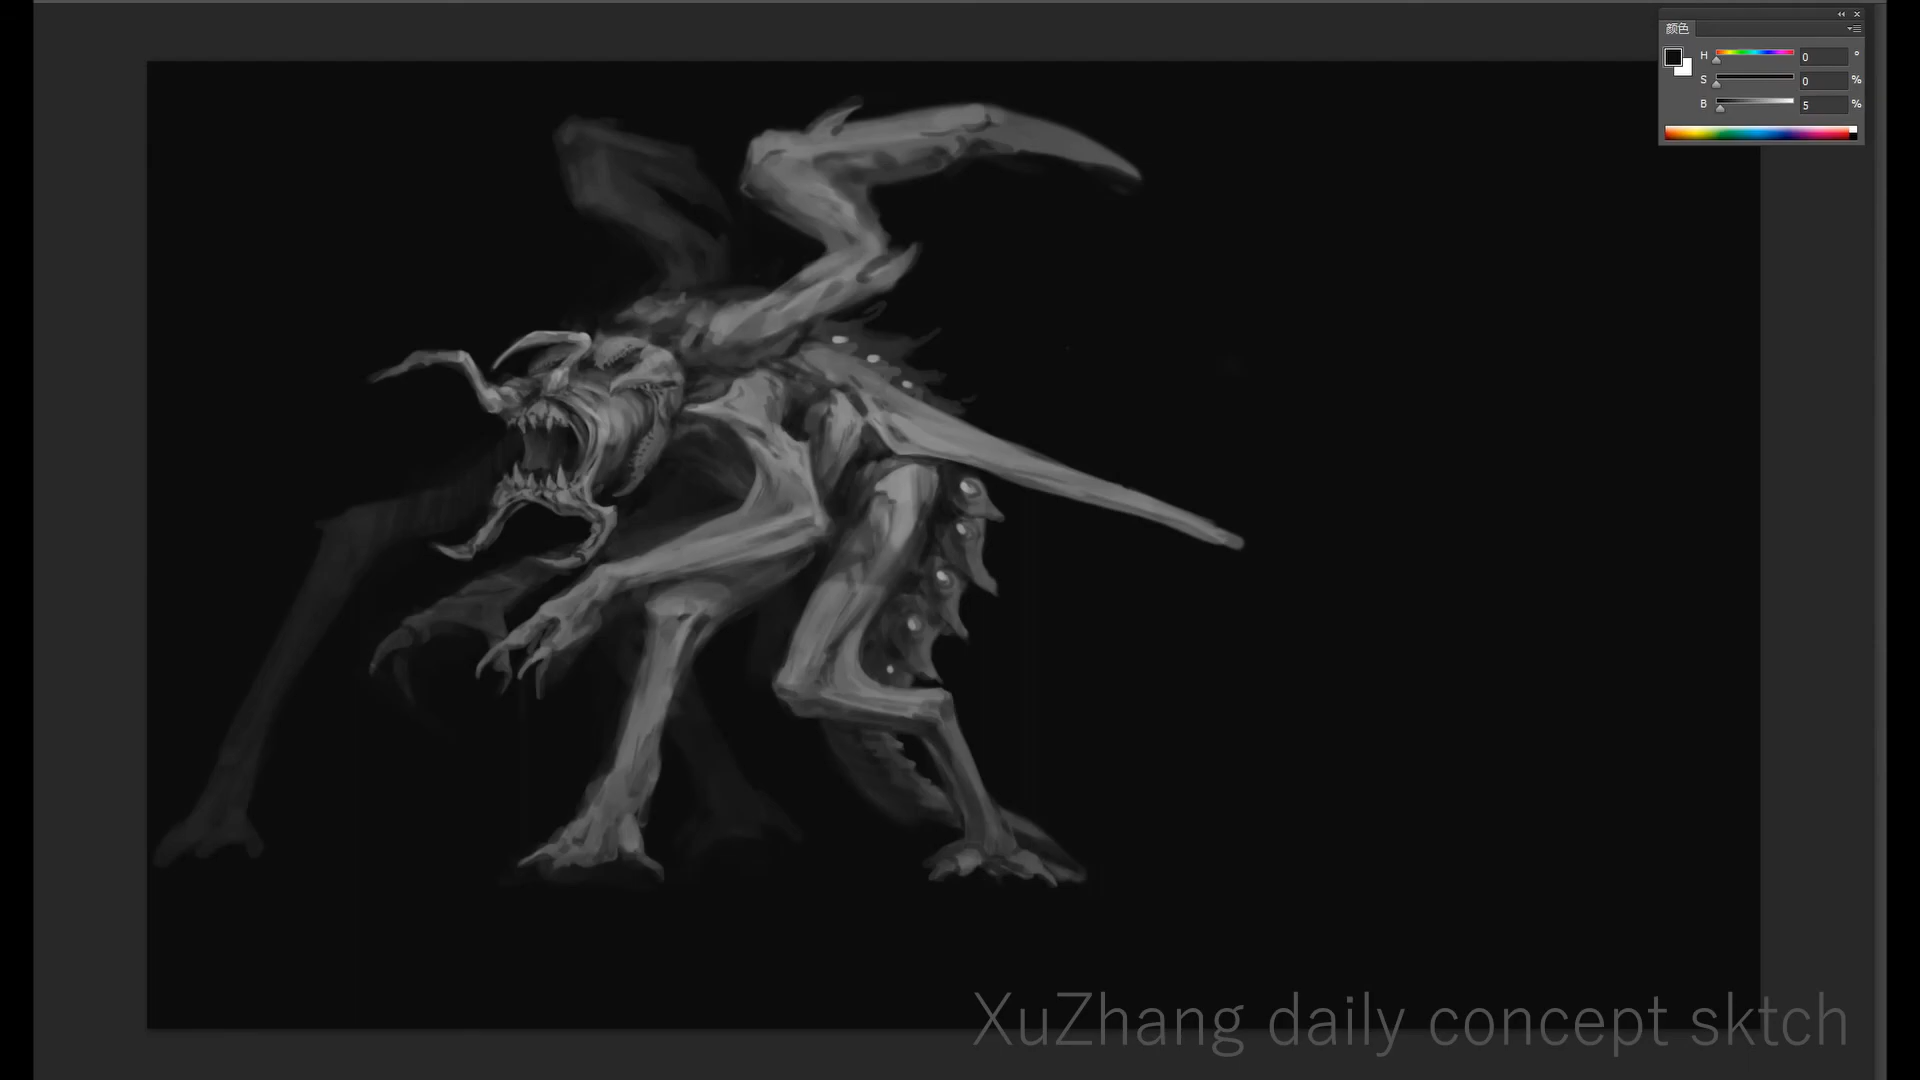 颜色
H 0 °
S 0 %
B 5 %
XuZhang daily concept sktch